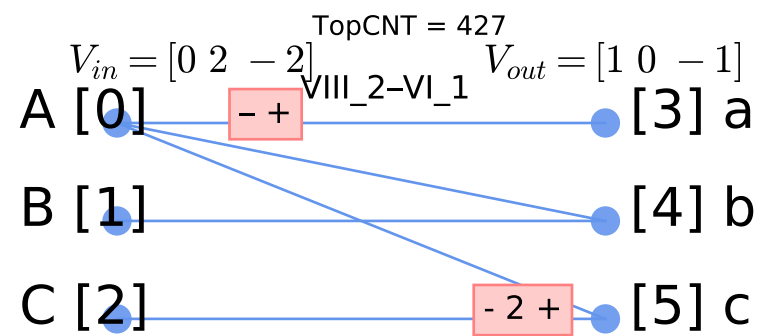 TopCNT = 427
V_in = [0 2 −2] V_out = [1 0 −1]
VIII_2–VI_1
A [0] – + [3] a
B [1] [4] b
C [2] - 2 + [5] c